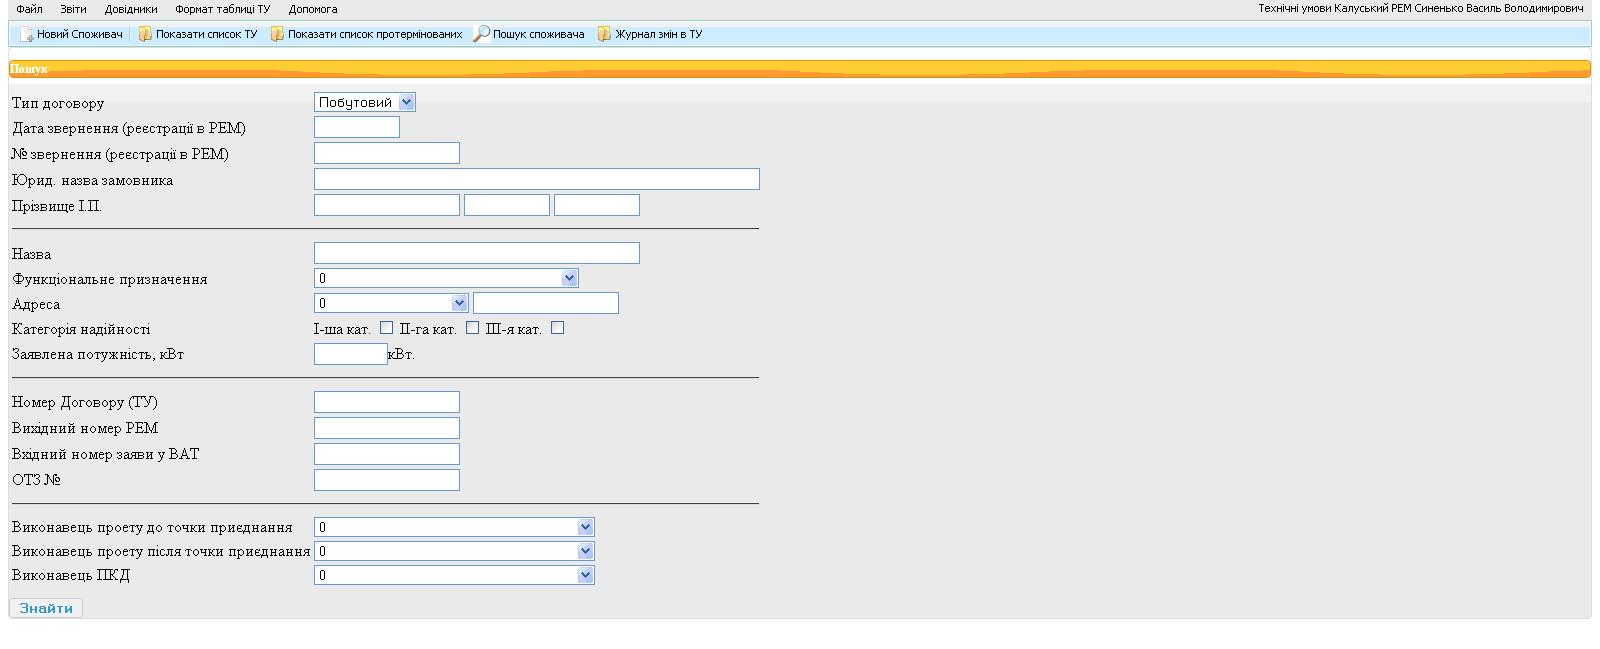 Файл Звіти Довідники Формат таблиці ТУ Допомога Технічні умови Калуський РЕМ Синенько Василь Володимирович
Новий Споживач Показати список ТУ Показати список протермінованих Пошук споживача Журнал змін в ТУ
Пошук
Тип договору Побутовий
Дата звернення (реєстрації в РЕМ)
№ звернення (реєстрації в РЕМ)
Юрид. назва замовника
Прізвище І.П.
Назва
Функціональне призначення 0
Адреса 0
Категорія надійності І-ша кат. ІІ-га кат. ІІІ-я кат.
Заявлена потужність, кВт кВт.
Номер Договору (ТУ)
Вихідний номер РЕМ
Вхідний номер заяви у ВАТ
ОТЗ №
Виконавець проету до точки приєднання 0
Виконавець проету після точки приєднання 0
Виконавець ПКД 0
Знайти